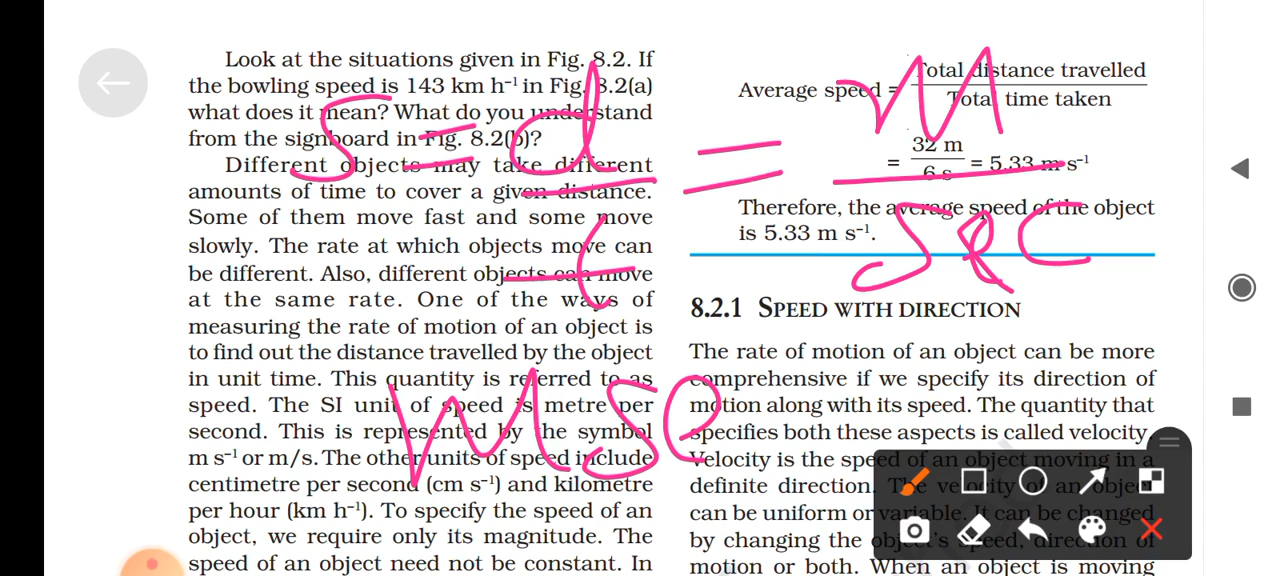 Look at the situations given in Fig. 8.2. If
the bowling speed is 143 km h⁻¹ in Fig. 8.2(a)
what does it mean? What do you understand
from the signboard in Fig. 8.2(b)?
Different objects may take different
amounts of time to cover a given distance.
Some of them move fast and some move
slowly. The rate at which objects move can
be different. Also, different objects can move
at the same rate. One of the ways of
measuring the rate of motion of an object is
to find out the distance travelled by the object
in unit time. This quantity is referred to as
speed. The SI unit of speed is metre per
second. This is represented by the symbol
m s⁻¹ or m/s. The other units of speed include
centimetre per second (cm s⁻¹) and kilometre
per hour (km h⁻¹). To specify the speed of an
object, we require only its magnitude. The
speed of an object need not be constant. In
S = d
t
= M
sec
Average speed = Total distance travelled
Total time taken
= 32 m
6 s
= 5.33 m s⁻¹
Therefore, the average speed of the object
is 5.33 m s⁻¹.
8.2.1 SPEED WITH DIRECTION
The rate of motion of an object can be more
comprehensive if we specify its direction of
motion along with its speed. The quantity that
specifies both these aspects is called velocity.
Velocity is the speed of an object moving in a
definite direction. The velocity of an object
can be uniform or variable. It can be changed
by changing the object's speed, direction of
motion or both. When an object is moving